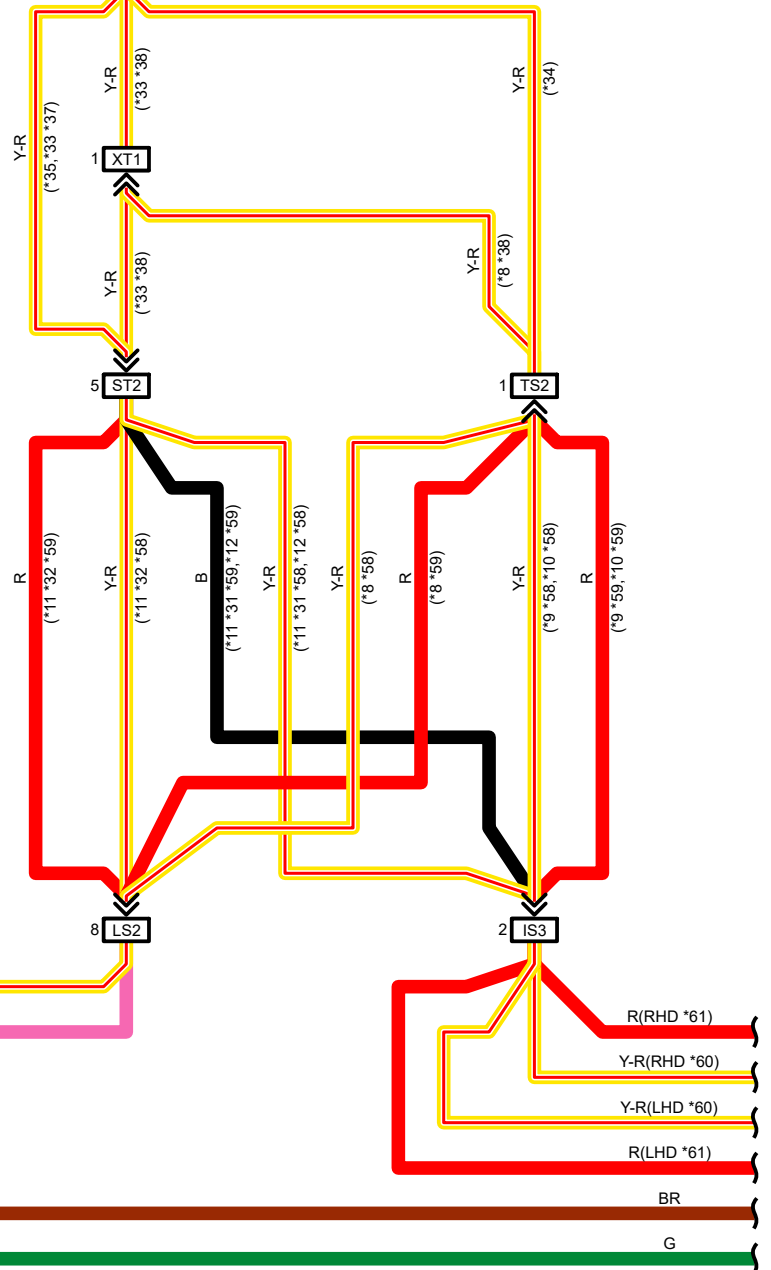 Y-R
(*35,*33 *37)
Y-R
(*33 *38)
Y-R
(*34)
1 XT1
Y-R
(*33 *38)
Y-R
(*8 *38)
5 ST2
1 TS2
R
(*11 *32 *59)
Y-R
(*11 *32 *58)
B
(*11 *31 *59,*12 *59)
Y-R
(*11 *31 *58,*12 *58)
Y-R
(*8 *58)
R
(*8 *59)
Y-R
(*9 *58,*10 *58)
R
(*9 *59,*10 *59)
8 LS2
2 IS3
R(RHD *61)
Y-R(RHD *60)
Y-R(LHD *60)
R(LHD *61)
BR
G